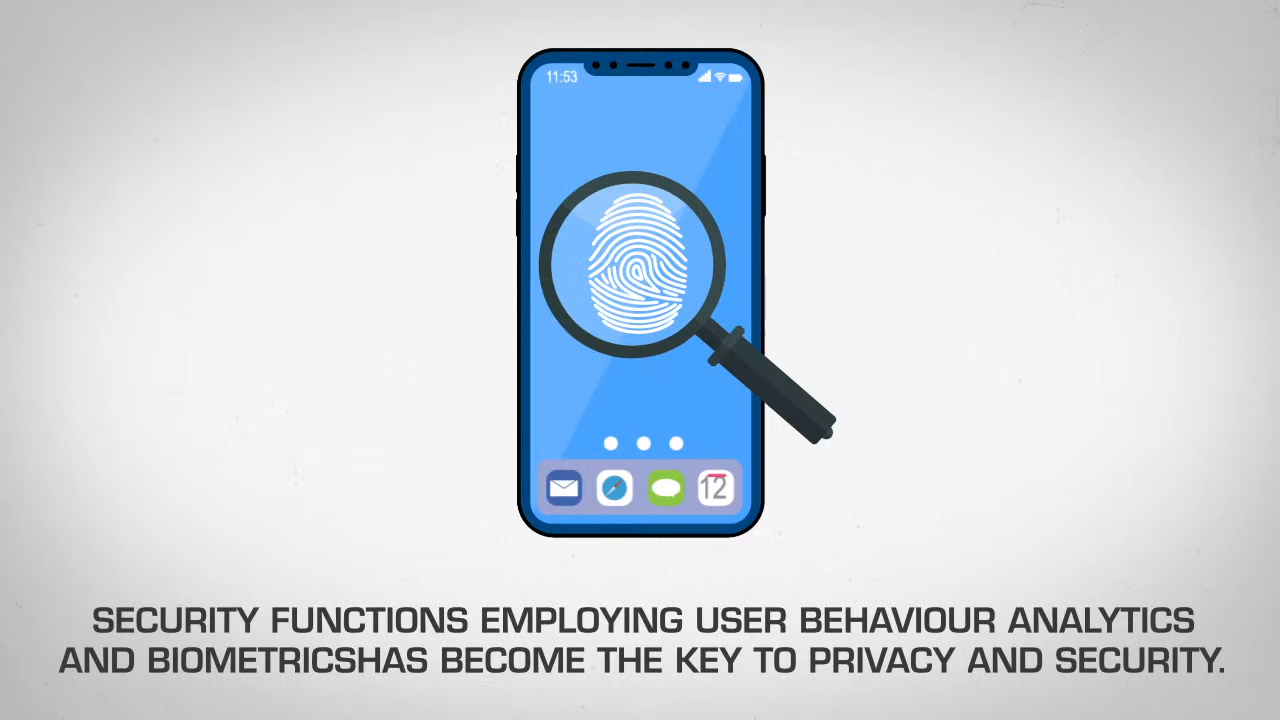 11:53
12
SECURITY FUNCTIONS EMPLOYING USER BEHAVIOUR ANALYTICS
AND BIOMETRICSHAS BECOME THE KEY TO PRIVACY AND SECURITY.